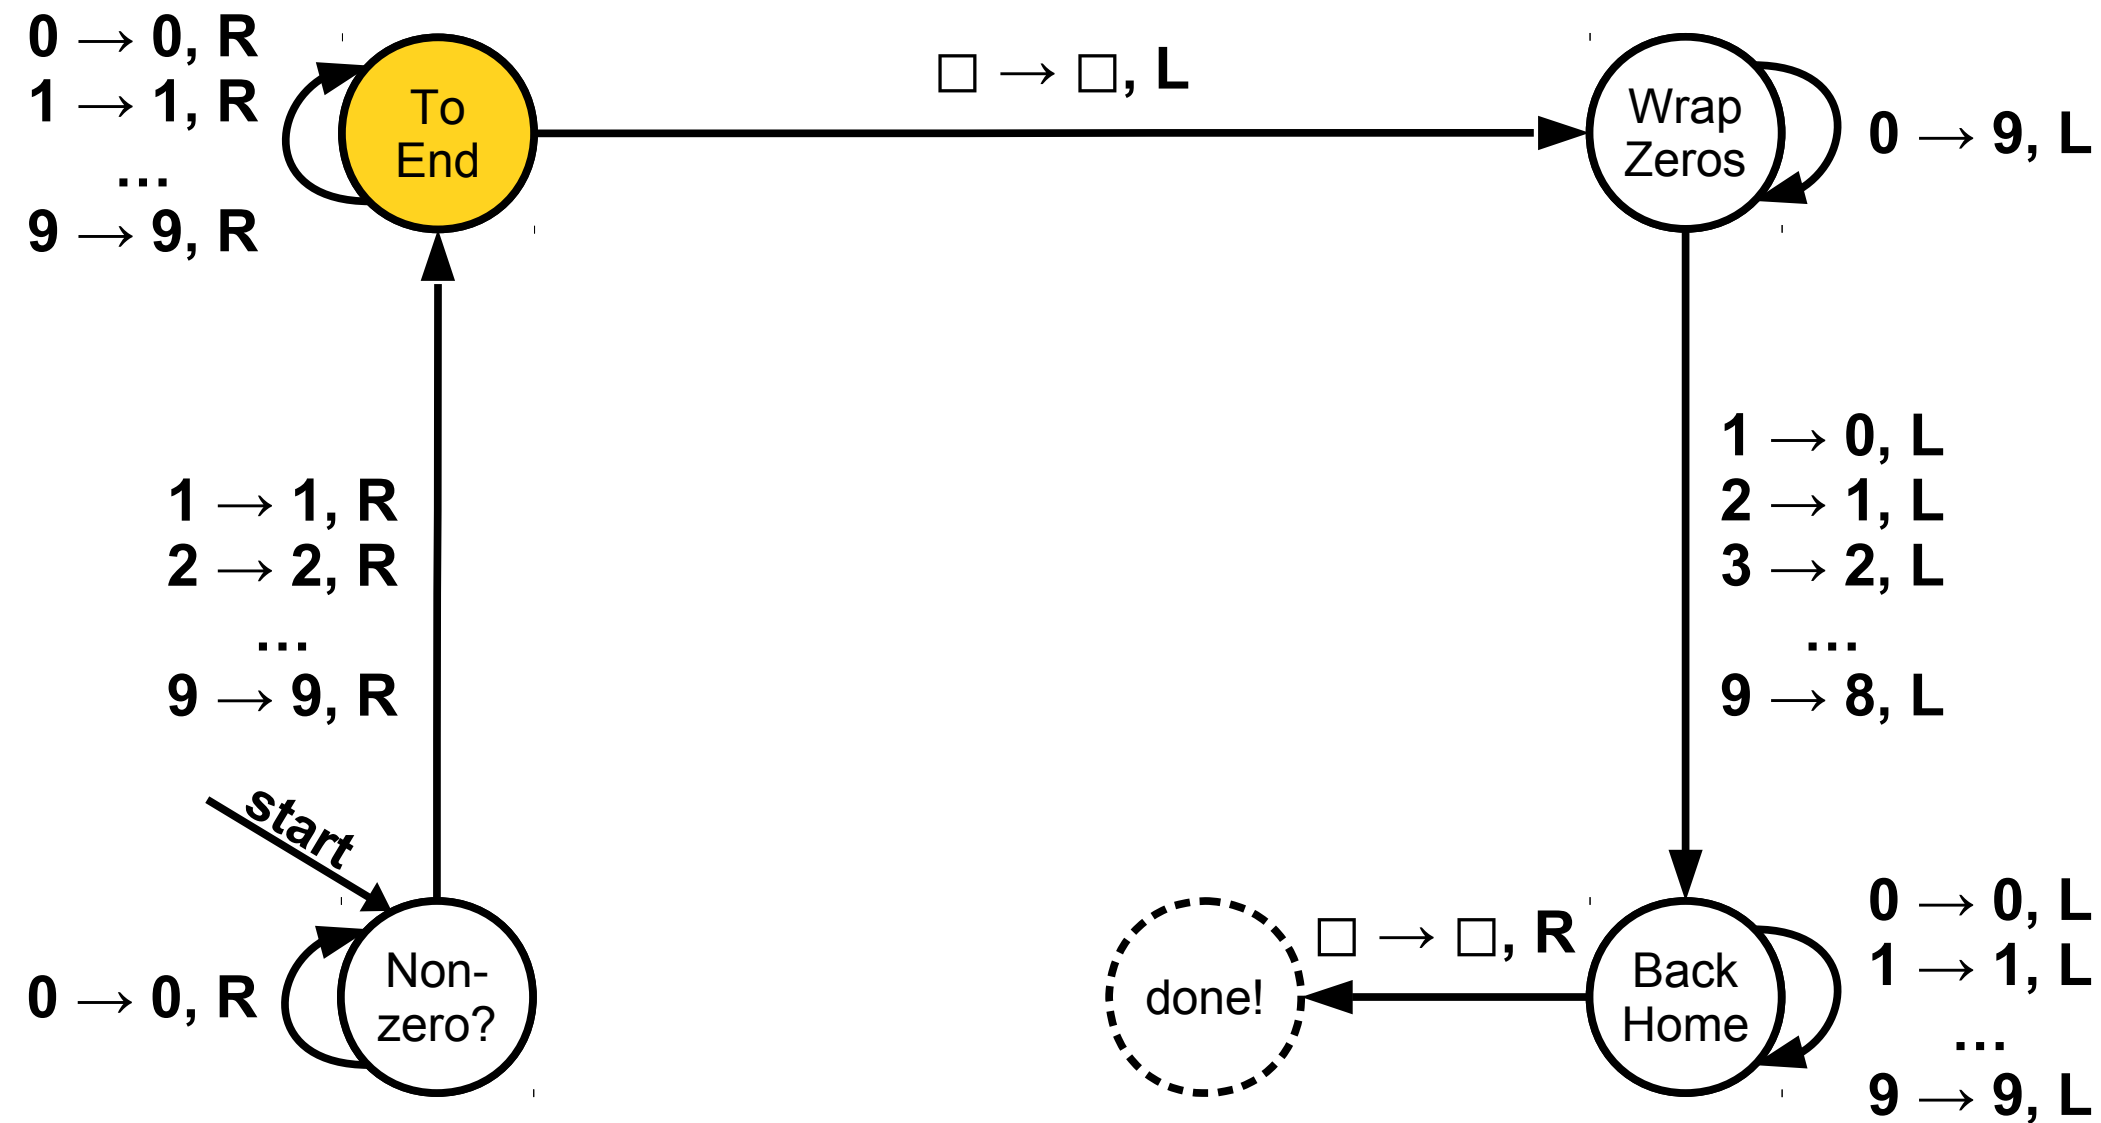 0 → 0, R
1 → 1, R
…
9 → 9, R
To
End
□ → □, L
Wrap
Zeros
0 → 9, L
1 → 1, R
2 → 2, R
…
9 → 9, R
1 → 0, L
2 → 1, L
3 → 2, L
…
9 → 8, L
start
0 → 0, R
Non-
zero?
done!
□ → □, R
Back
Home
0 → 0, L
1 → 1, L
…
9 → 9, L